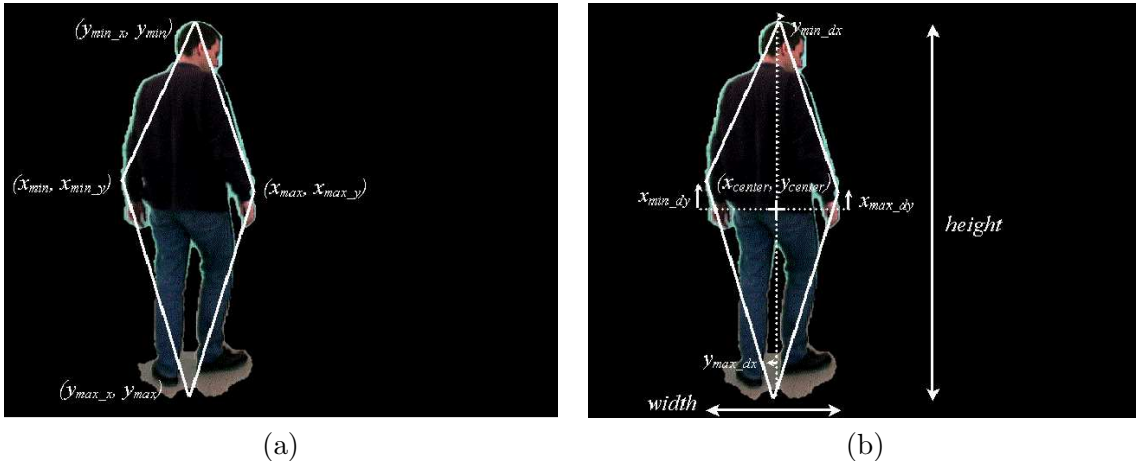 (y_min_x, y_min)
(x_min, x_min_y)
(x_max, x_max_y)
(y_max_x, y_max)
(a)
y_min_dx
(x_center, y_center)
x_min_dy
x_max_dy
height
y_max_dx
width
(b)